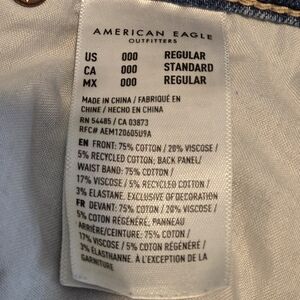 AMERICAN EAGLE
OUTFITTERS
US 000 REGULAR
CA 000 STANDARD
MX 000 REGULAR
MADE IN CHINA / FABRIQUÉ EN
CHINE / HECHO EN CHINA
RN 54485 / CA 03873
RFC# AEM120605U9A
EN FRONT: 75% COTTON / 20% VISCOSE /
5% RECYCLED COTTON; BACK PANEL/
WAIST BAND: 75% COTTON /
17% VISCOSE / 5% RECYCLED COTTON /
3% ELASTANE. EXCLUSIVE OF DECORATION
FR DEVANT: 75% COTON / 20% VISCOSE /
5% COTON RÉGÉNÉRÉ; PANNEAU
ARRIÈRE/CEINTURE: 75% COTON /
17% VISCOSE / 5% COTON RÉGÉNÉRÉ /
3% ÉLASTHANNE. À L'EXCEPTION DE LA
GARNITURE